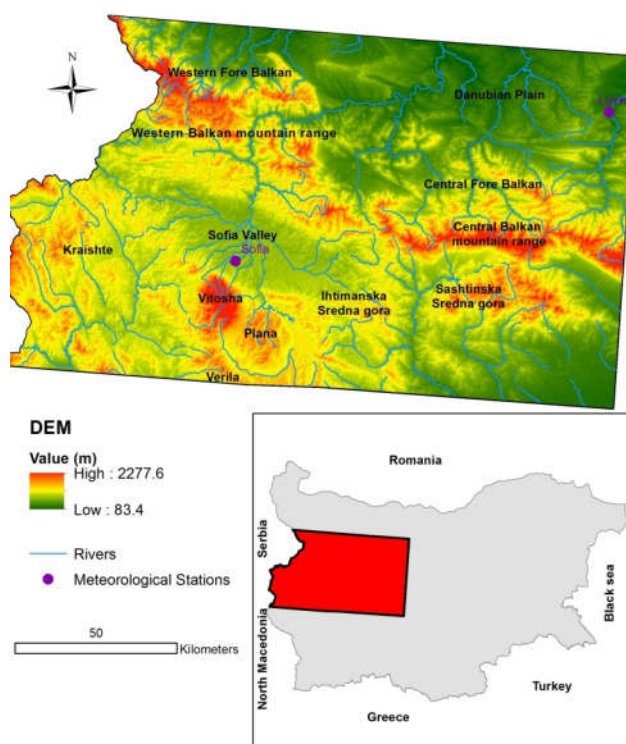 N
Western Fore Balkan
Danubian Plain
Western Balkan mountain range
Central Fore Balkan
Sofia Valley
Sofia
Central Balkan
mountain range
Kraishte
Vitosha
Ihtimanska
Sredna gora
Sashtinska
Sredna gora
Plana
Verila
DEM
Value (m)
High : 2277.6
Low : 83.4
Rivers
Meteorological Stations
50
Kilometers
Romania
Serbia
Black sea
North Macedonia
Turkey
Greece